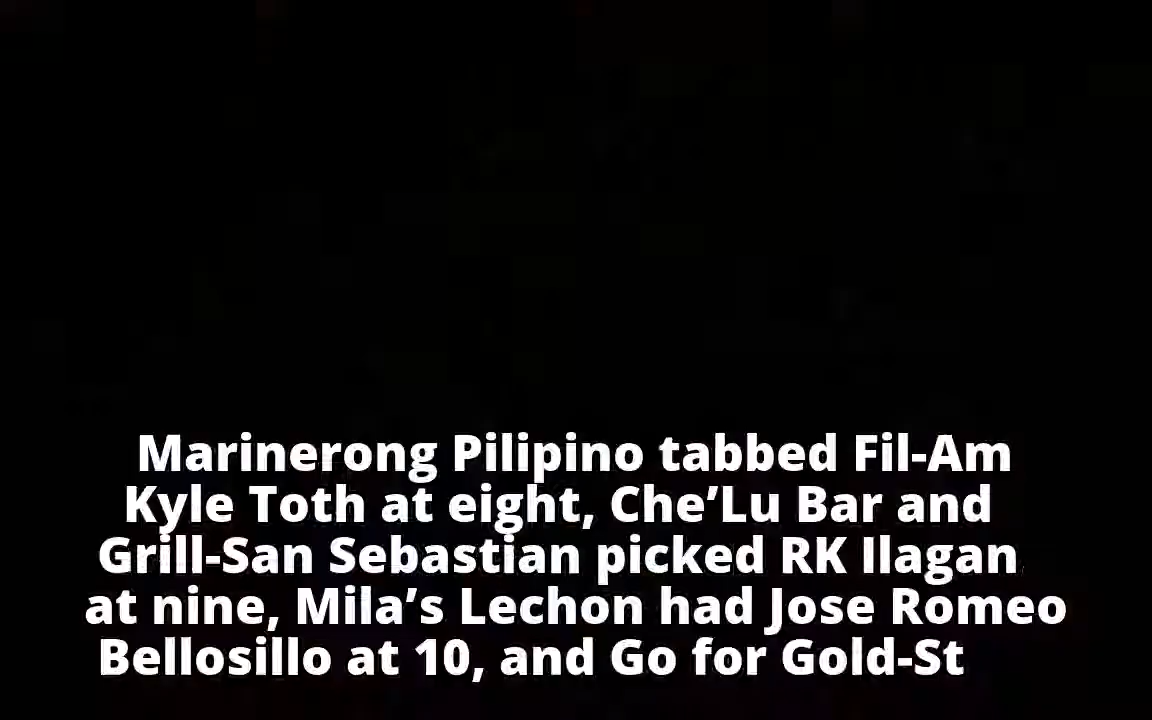 Marinerong Pilipino tabbed Fil-Am
Kyle Toth at eight, Che’Lu Bar and
Grill-San Sebastian picked RK Ilagan
at nine, Mila’s Lechon had Jose Romeo
Bellosillo at 10, and Go for Gold-St